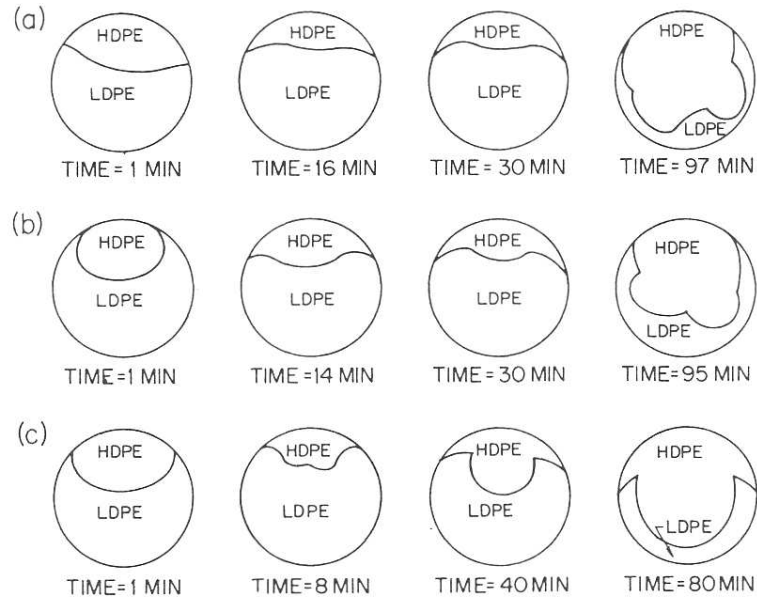 (a)
HDPE HDPE HDPE HDPE
LDPE LDPE LDPE LDPE
TIME = 1 MIN TIME = 16 MIN TIME = 30 MIN TIME = 97 MIN
(b)
HDPE HDPE HDPE HDPE
LDPE LDPE LDPE LDPE
TIME = 1 MIN TIME = 14 MIN TIME = 30 MIN TIME = 95 MIN
(c)
HDPE HDPE HDPE HDPE
LDPE LDPE LDPE LDPE
TIME = 1 MIN TIME = 8 MIN TIME = 40 MIN TIME = 80 MIN